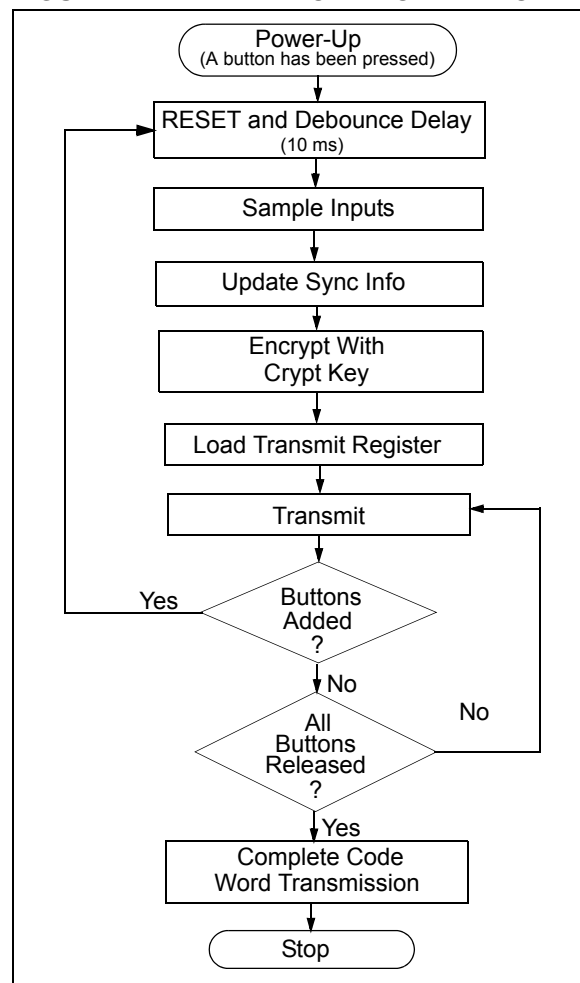 Power-Up
(A button has been pressed)
RESET and Debounce Delay
(10 ms)
Sample Inputs
Update Sync Info
Encrypt With
Crypt Key
Load Transmit Register
Transmit
Yes
Buttons
Added
?
No
No
All
Buttons
Released
?
Yes
Complete Code
Word Transmission
Stop